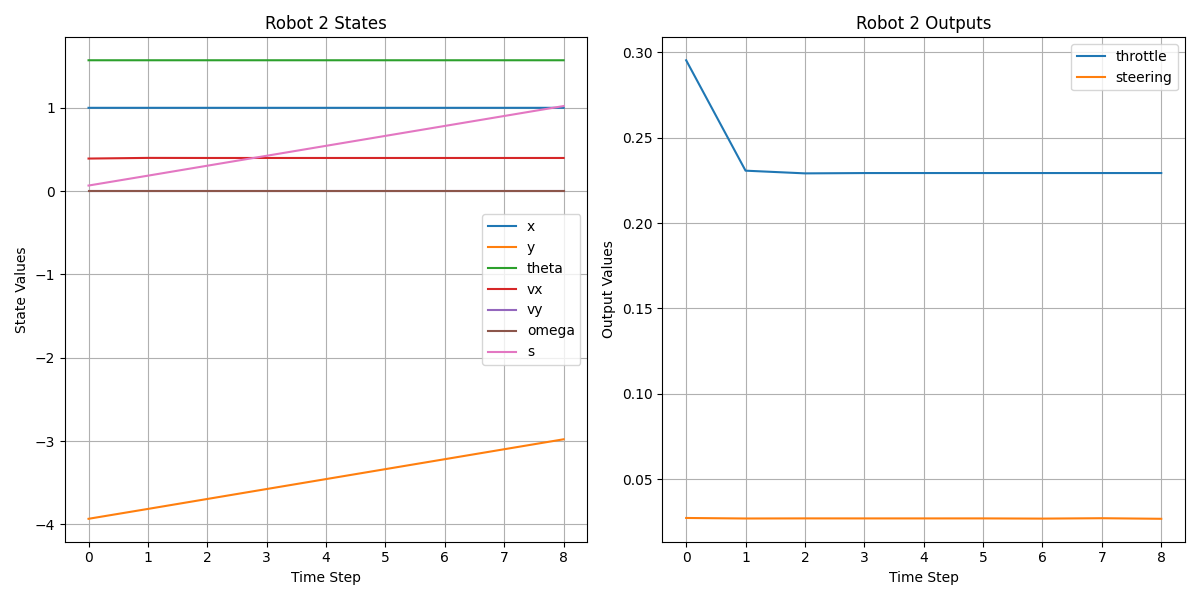 Robot 2 States
1
0
−1
−2
−3
−4
State Values
0 1 2 3 4 5 6 7 8
Time Step
x
y
theta
vx
vy
omega
s
Robot 2 Outputs
0.30
0.25
0.20
0.15
0.10
0.05
Output Values
0 1 2 3 4 5 6 7 8
Time Step
throttle
steering